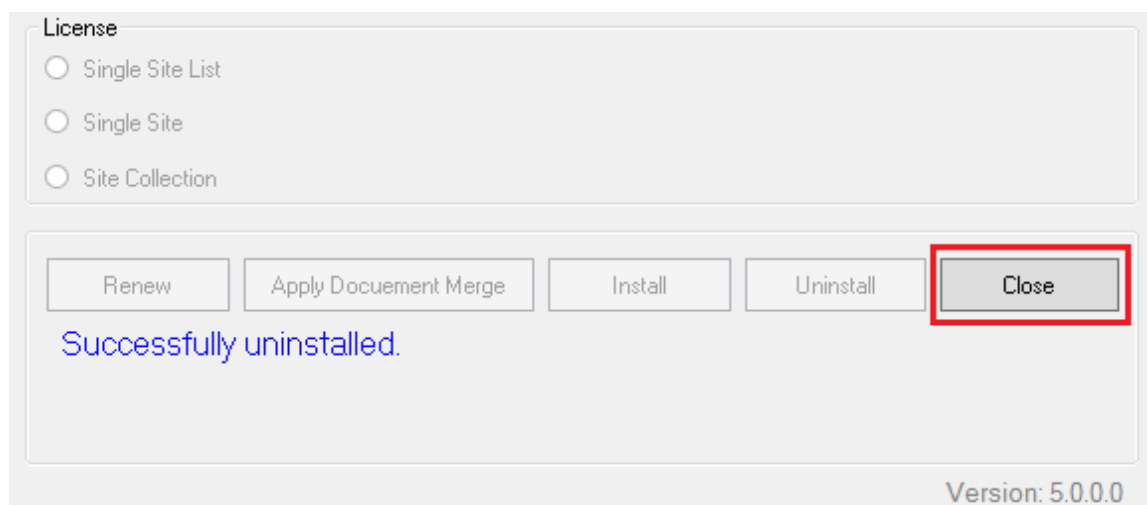 License
Single Site List
Single Site
Site Collection
Renew Apply Docuement Merge Install Uninstall Close
Successfully uninstalled.
Version: 5.0.0.0